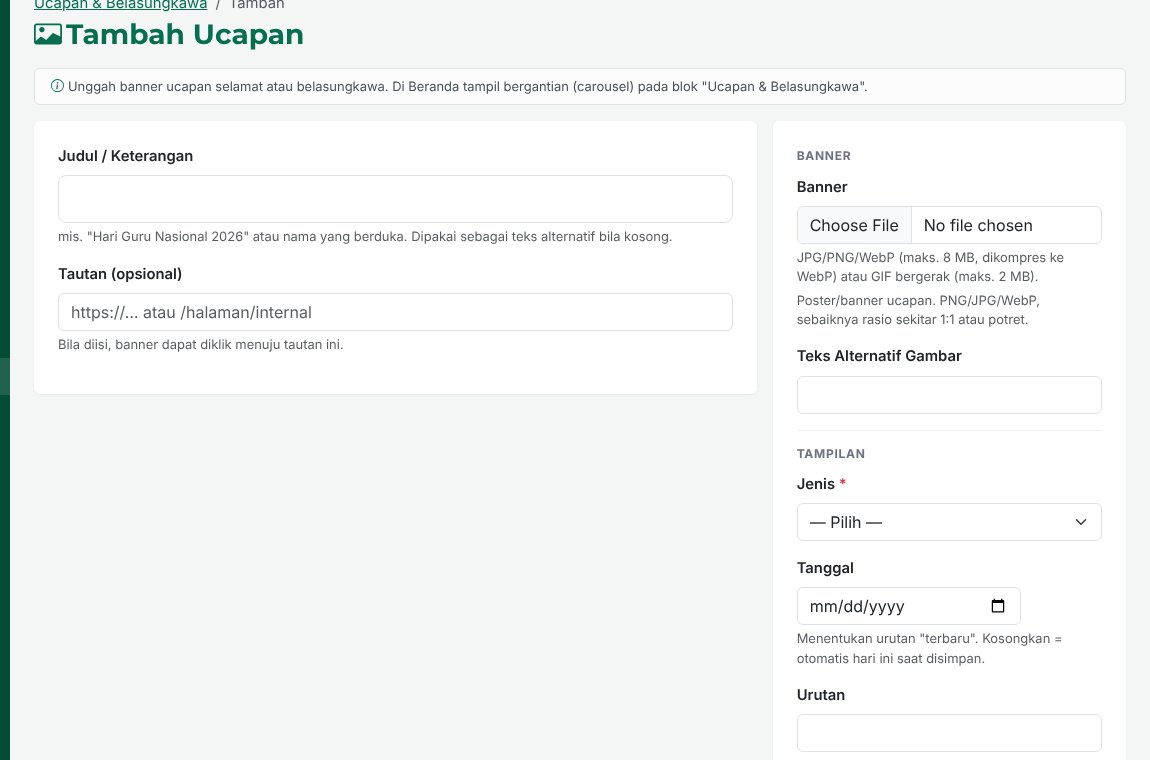 Ucapan & Belasungkawa / Tambah
Tambah Ucapan
Unggah banner ucapan selamat atau belasungkawa. Di Beranda tampil bergantian (carousel) pada blok "Ucapan & Belasungkawa".
Judul / Keterangan
mis. "Hari Guru Nasional 2026" atau nama yang berduka. Dipakai sebagai teks alternatif bila kosong.
Tautan (opsional)
https://... atau /halaman/internal
Bila diisi, banner dapat diklik menuju tautan ini.
BANNER
Banner
Choose File No file chosen
JPG/PNG/WebP (maks. 8 MB, dikompres ke
WebP) atau GIF bergerak (maks. 2 MB).
Poster/banner ucapan. PNG/JPG/WebP,
sebaiknya rasio sekitar 1:1 atau potret.
Teks Alternatif Gambar
TAMPILAN
Jenis *
— Pilih —
Tanggal
mm/dd/yyyy
Menentukan urutan "terbaru". Kosongkan =
otomatis hari ini saat disimpan.
Urutan